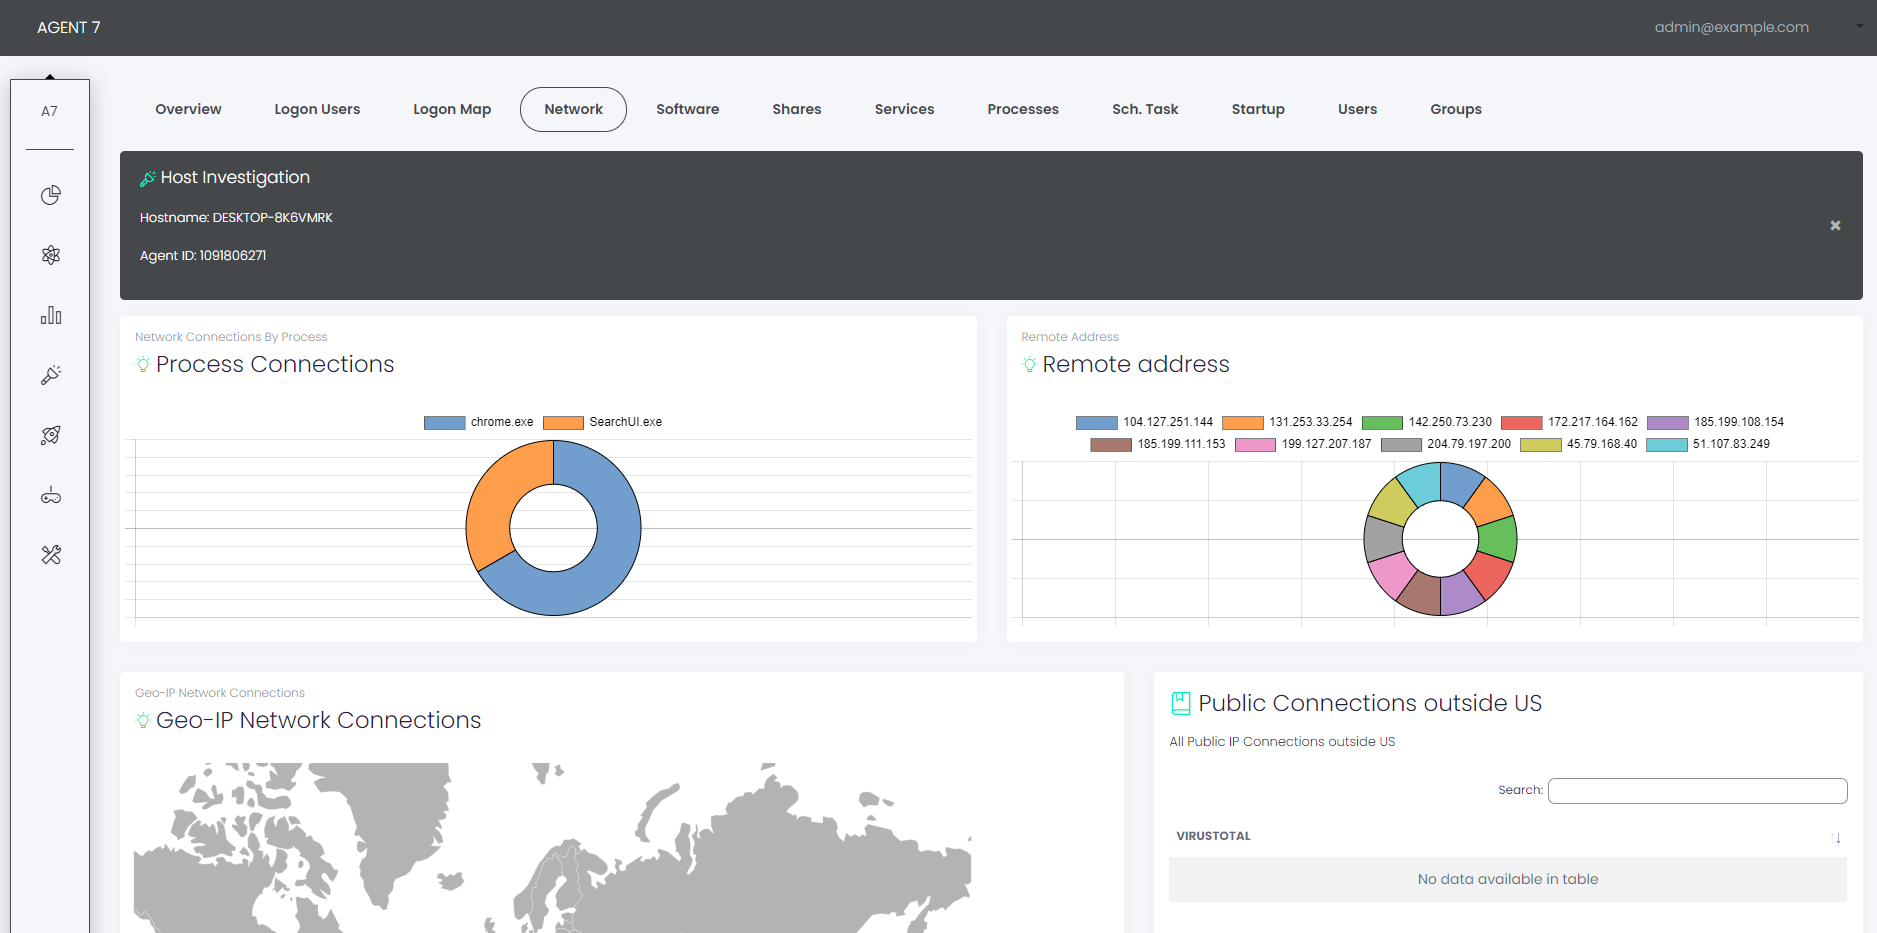 AGENT 7
admin@example.com
A7
Overview Logon Users Logon Map Network Software Shares Services Processes Sch. Task Startup Users Groups
Host Investigation
Hostname: DESKTOP-8K6VMRK
Agent ID: 1091806271
Network Connections By Process
Process Connections
chrome.exe SearchUI.exe
Remote Address
Remote address
104.127.251.144 131.253.33.254 142.250.73.230 172.217.164.162 185.199.108.154
185.199.111.153 199.127.207.187 204.79.197.200 45.79.168.40 51.107.83.249
Geo-IP Network Connections
Geo-IP Network Connections
Public Connections outside US
All Public IP Connections outside US
Search:
VIRUSTOTAL
No data available in table